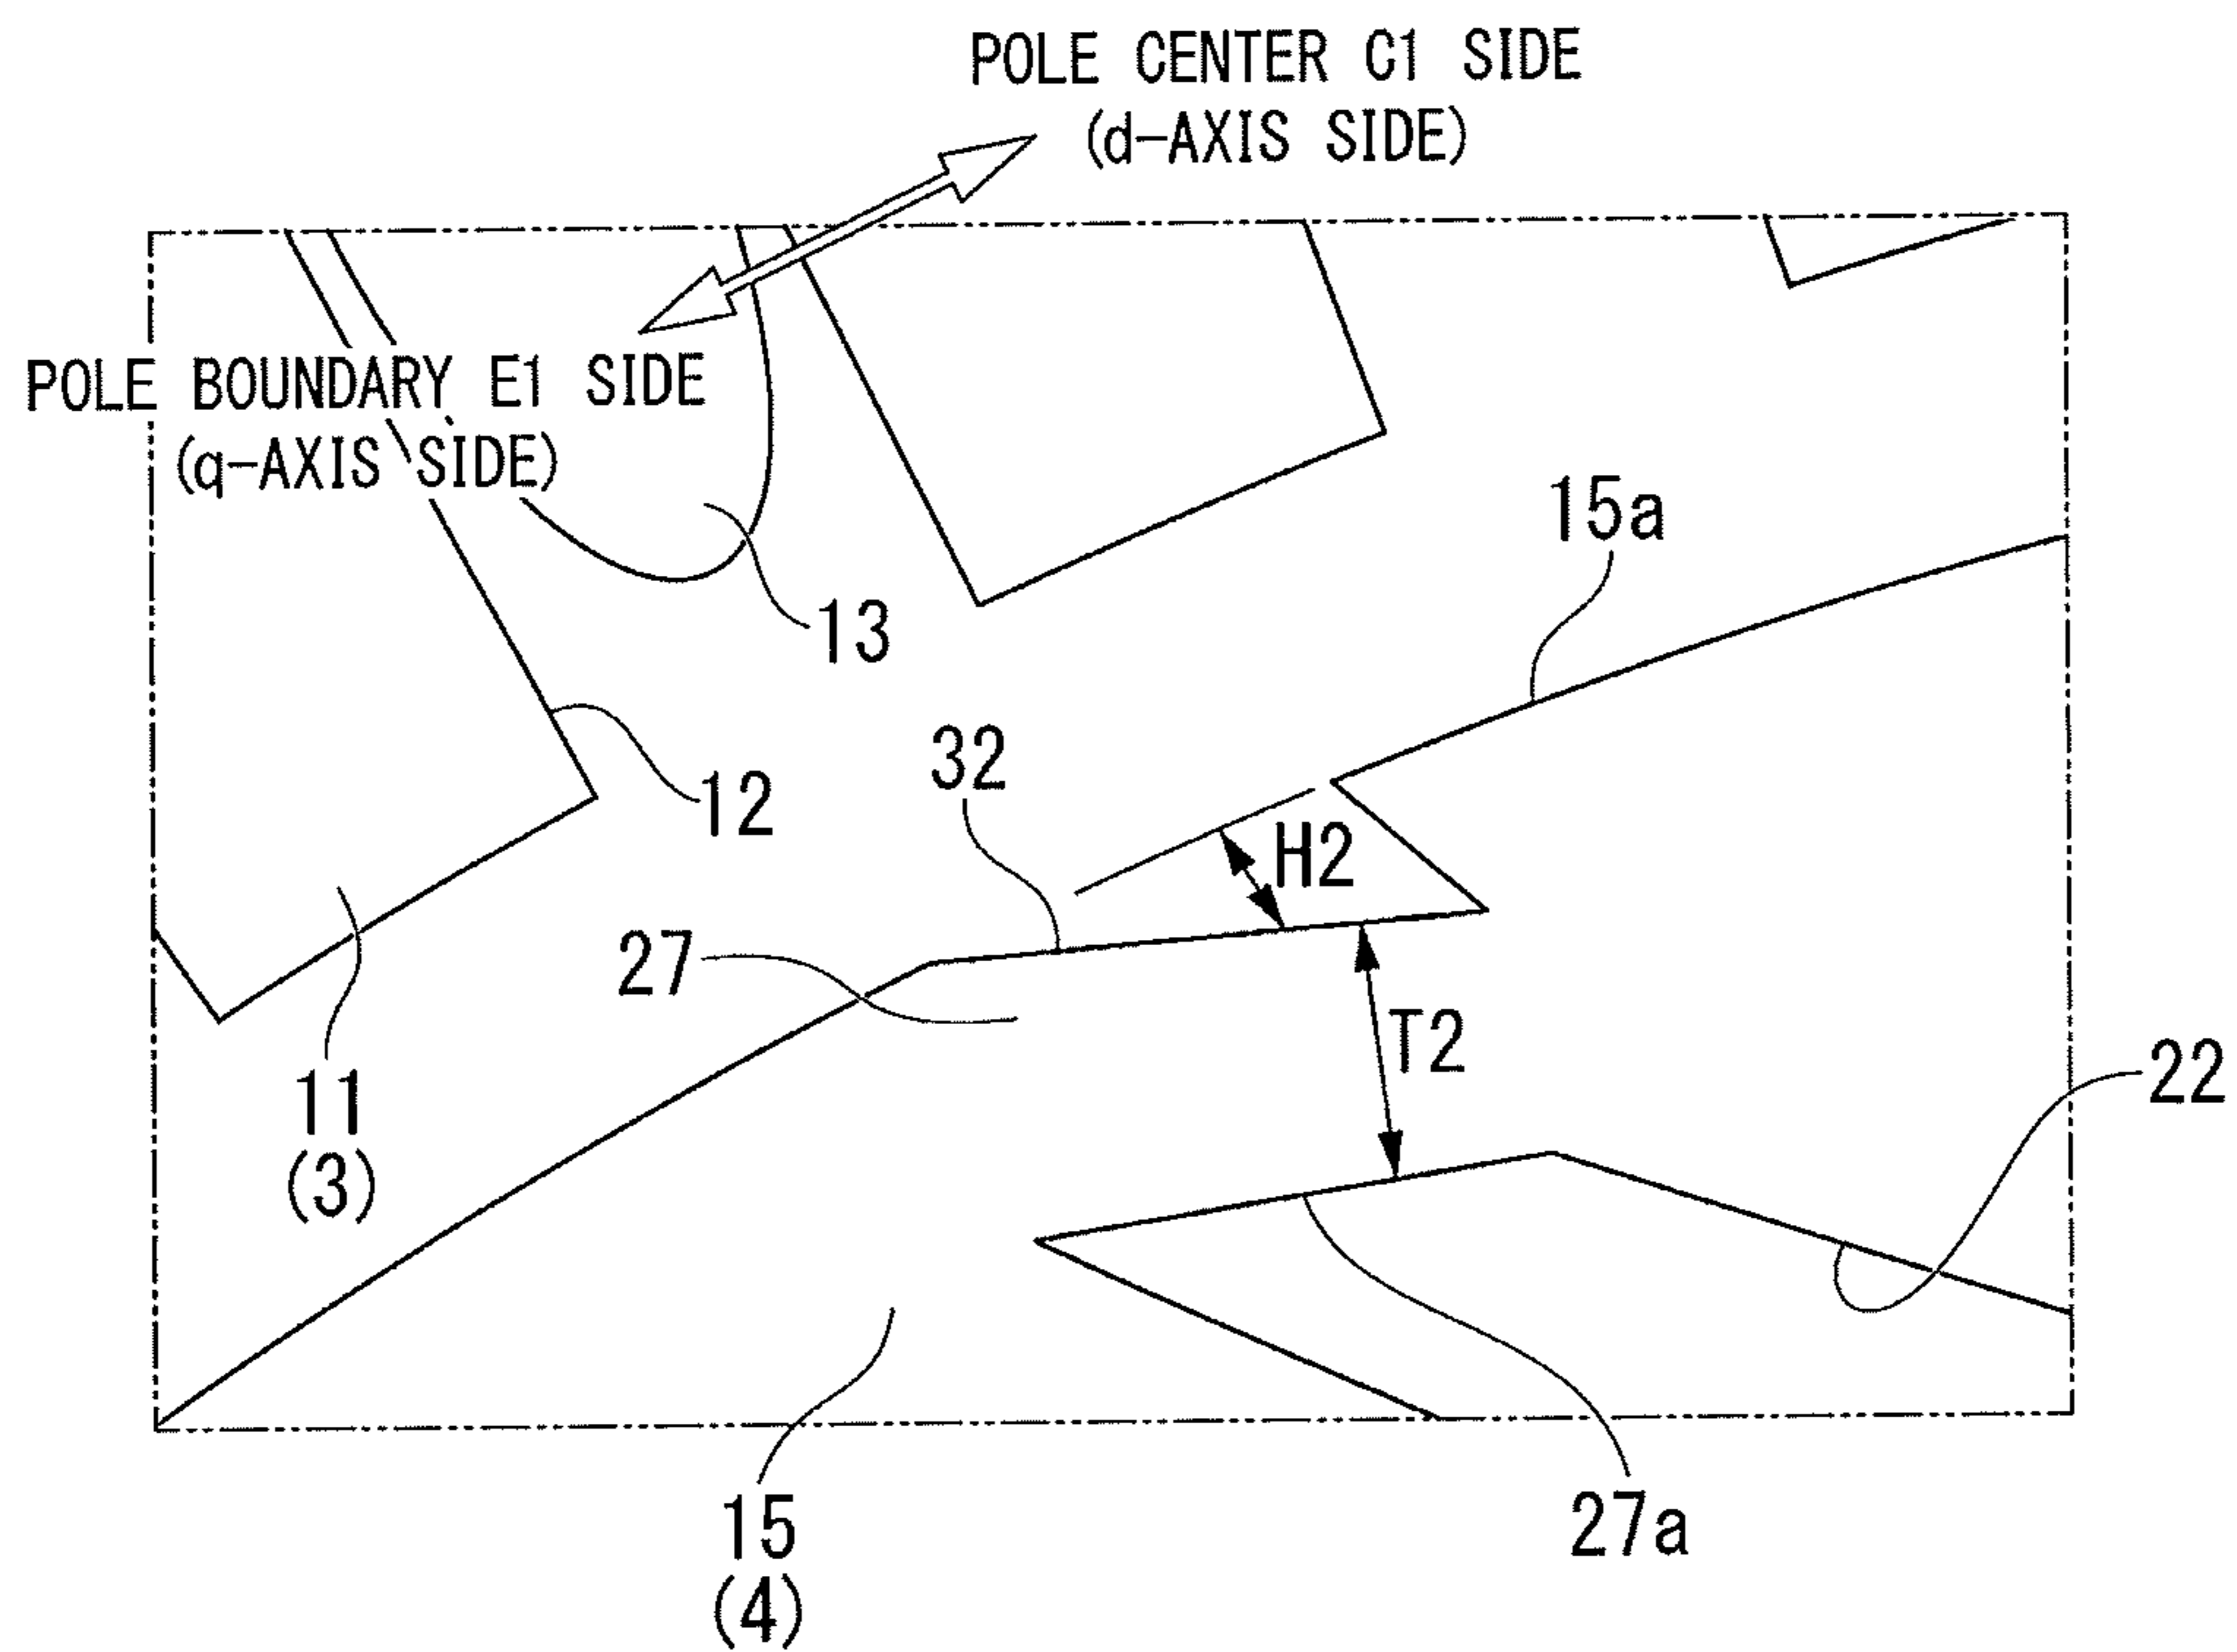 POLE CENTER C1 SIDE
(d-AXIS SIDE)
POLE BOUNDARY E1 SIDE
(q-AXIS SIDE)
15a
13
32
12
H2
27
T2
22
11
(3)
15
(4)
27a